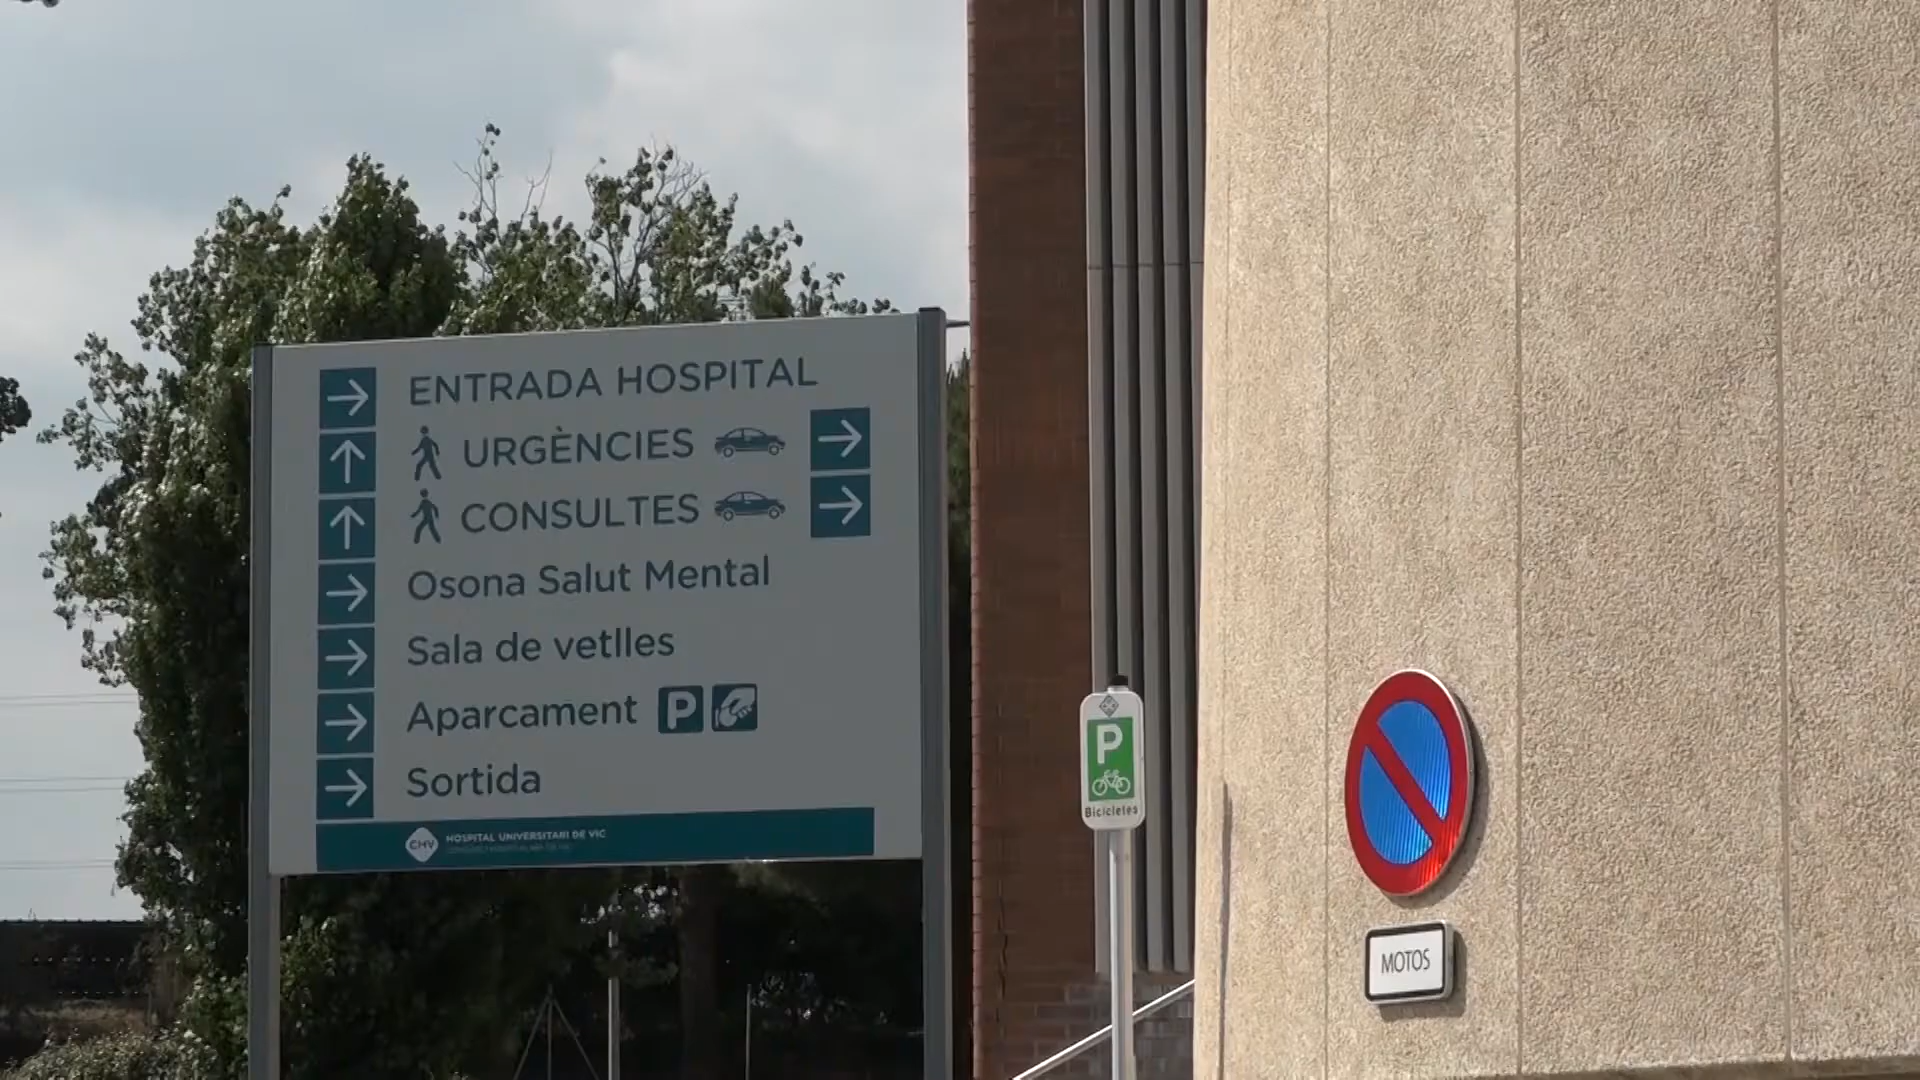 ENTRADA HOSPITAL
URGÈNCIES
CONSULTES
Osona Salut Mental
Sala de vetlles
Aparcament P
Sortida
CHV HOSPITAL UNIVERSITARI DE VIC
P
Bicicletes
MOTOS